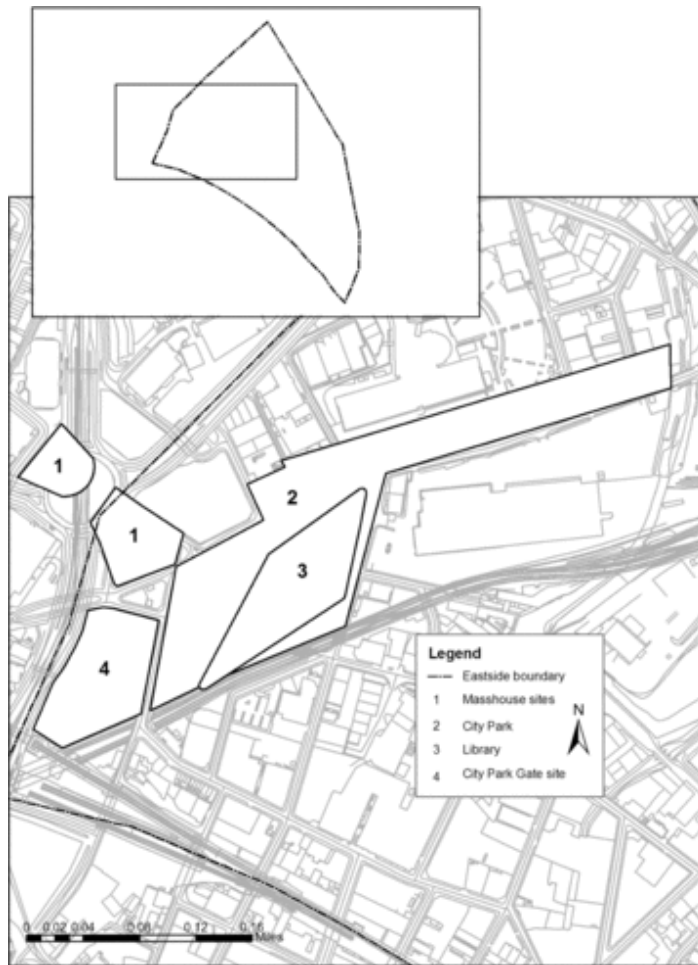 1
2
1
3
4
Legend
Eastside boundary
1 Masshouse sites
N
2 City Park
3 Library
4 City Park Gate site
0 0.02 0.04 0.08 0.12 0.16
Miles